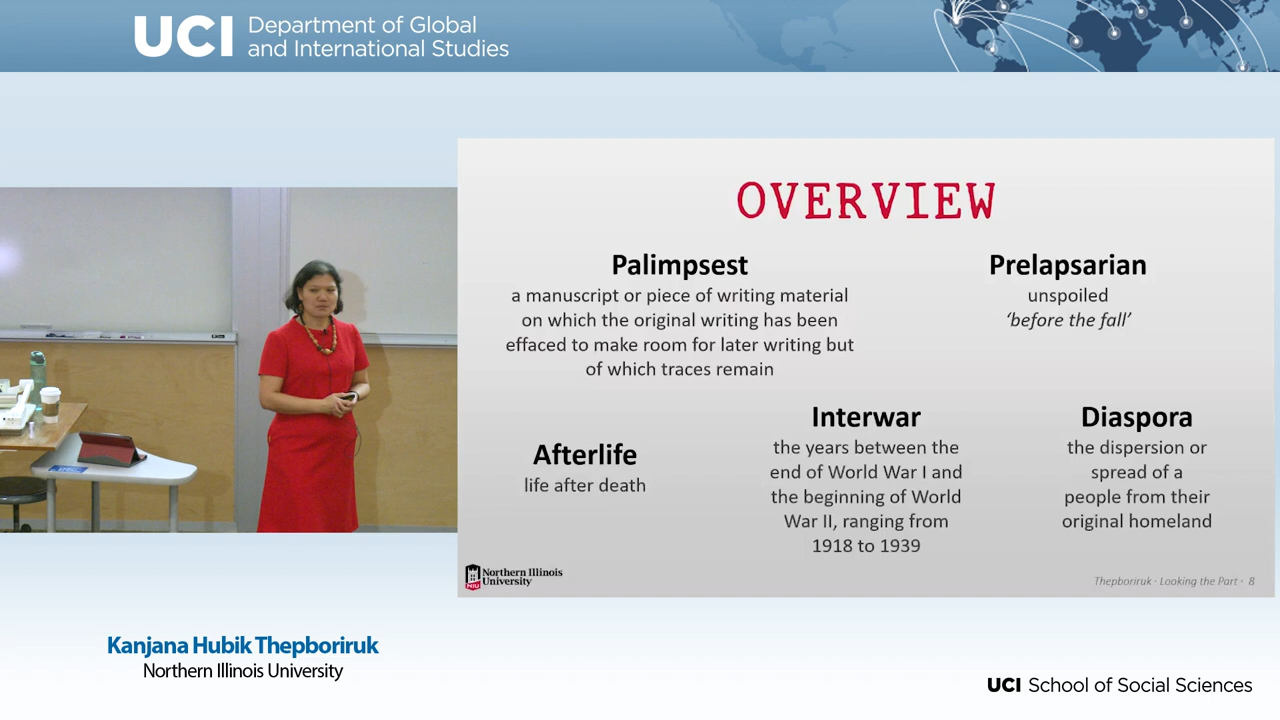 UCI Department of Global
and International Studies
OVERVIEW
Palimpsest
a manuscript or piece of writing material
on which the original writing has been
effaced to make room for later writing but
of which traces remain
Prelapsarian
unspoiled
‘before the fall’
Afterlife
life after death
Interwar
the years between the
end of World War I and
the beginning of World
War II, ranging from
1918 to 1939
Diaspora
the dispersion or
spread of a
people from their
original homeland
NIU
Northern Illinois
University
Thepboriruk - Looking the Part - 8
Kanjana Hubik Thepboriruk
Northern Illinois University
UCI School of Social Sciences